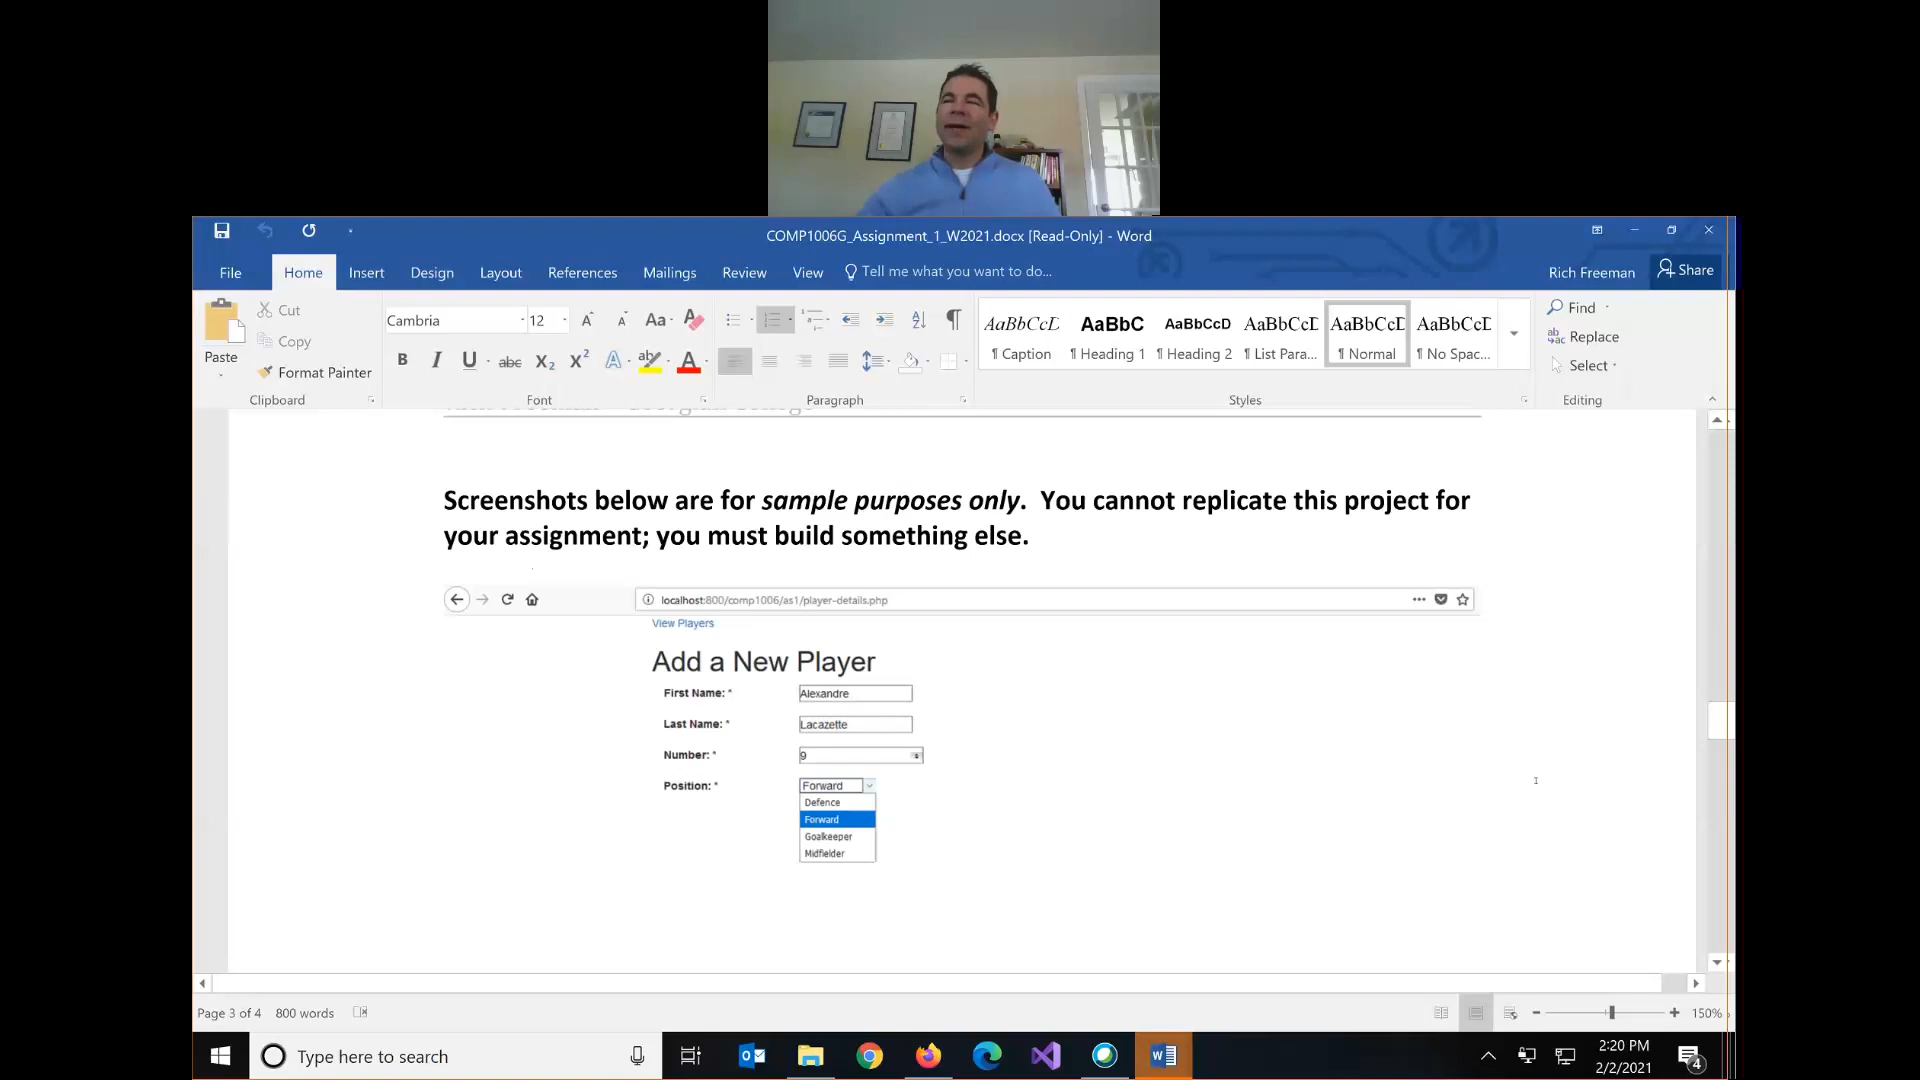 COMP1006G_Assignment_1_W2021.docx [Read-Only] - Word
File Home Insert Design Layout References Mailings Review View Tell me what you want to do... Rich Freeman Share
Paste
Cut
Copy
Format Painter
Clipboard
Cambria 12
Font
Paragraph
AaBbCcD AaBbC AaBbCcD AaBbCcD AaBbCcD AaBbCcD
¶ Caption ¶ Heading 1 ¶ Heading 2 ¶ List Para... ¶ Normal ¶ No Spac...
Styles
Find
Replace
Select
Editing
Screenshots below are for sample purposes only. You cannot replicate this project for
your assignment; you must build something else.
localhost:800/comp1006/as1/player-details.php
View Players
Add a New Player
First Name: * Alexandre
Last Name: * Lacazette
Number: * 9
Position: * Forward
Defence
Forward
Goalkeeper
Midfielder
Page 3 of 4 800 words 150%
Type here to search
2:20 PM
2/2/2021
4